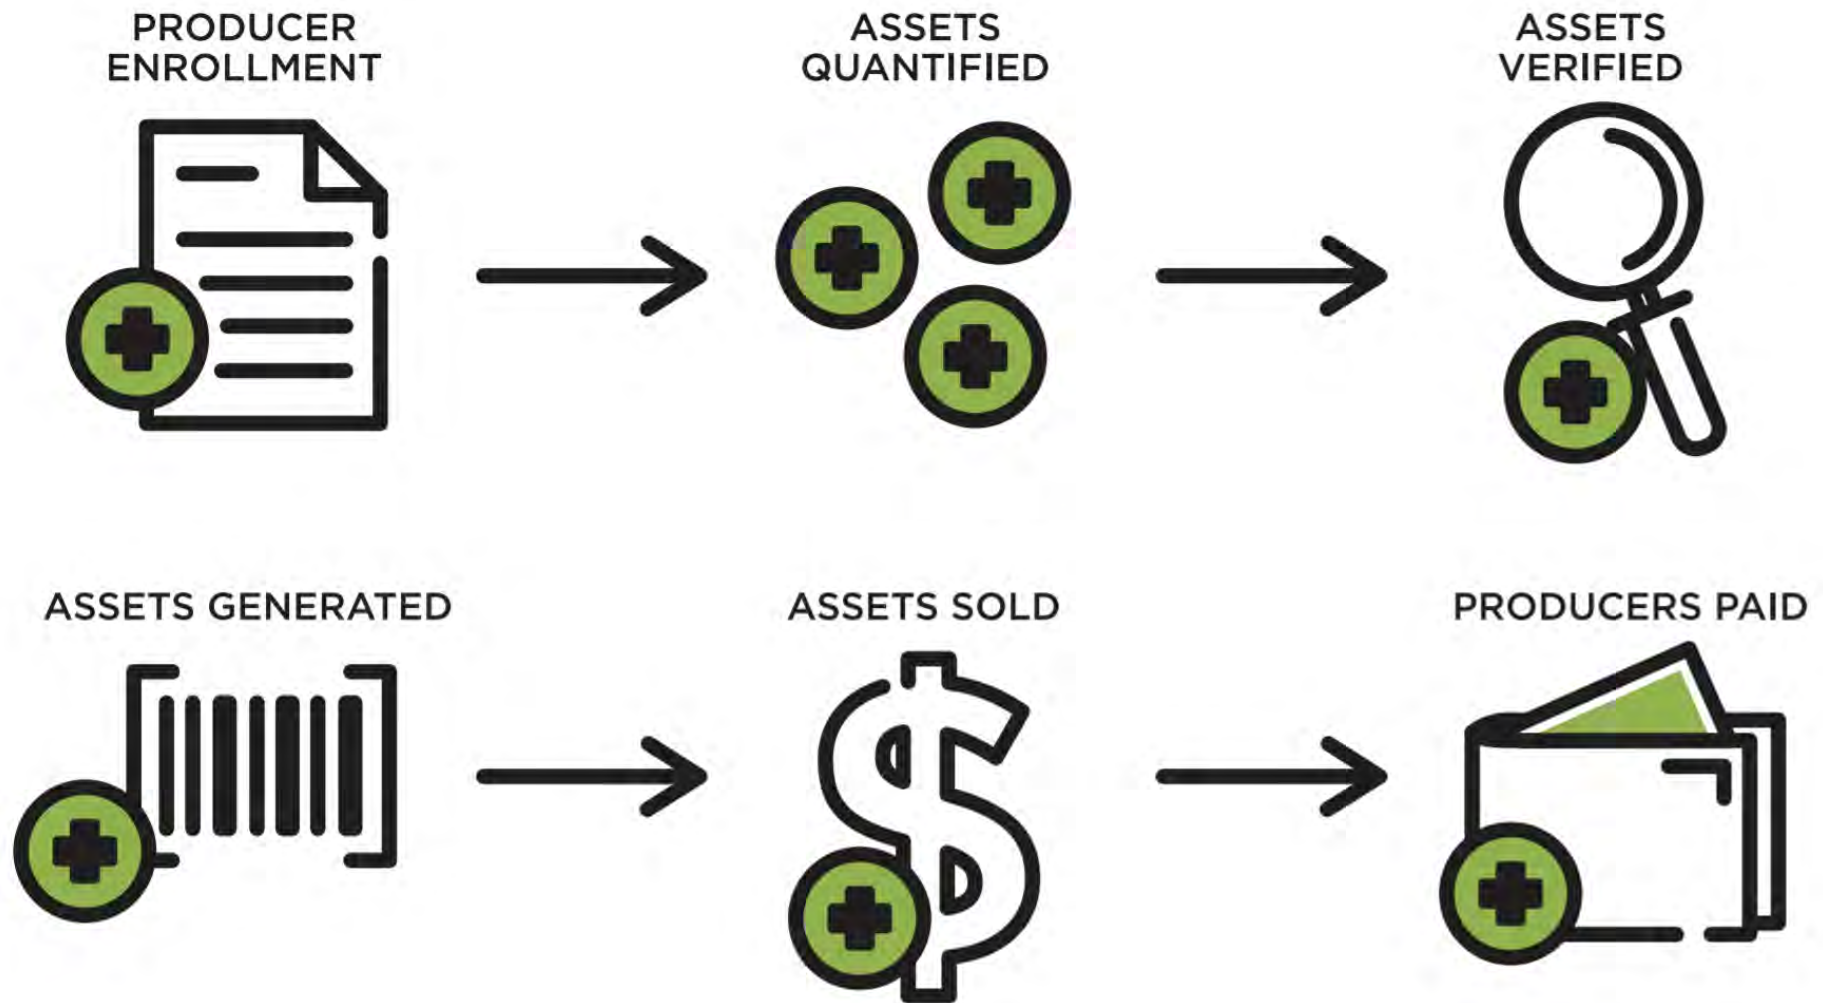 PRODUCER
ENROLLMENT
ASSETS
QUANTIFIED
ASSETS
VERIFIED
ASSETS GENERATED
ASSETS SOLD
PRODUCERS PAID